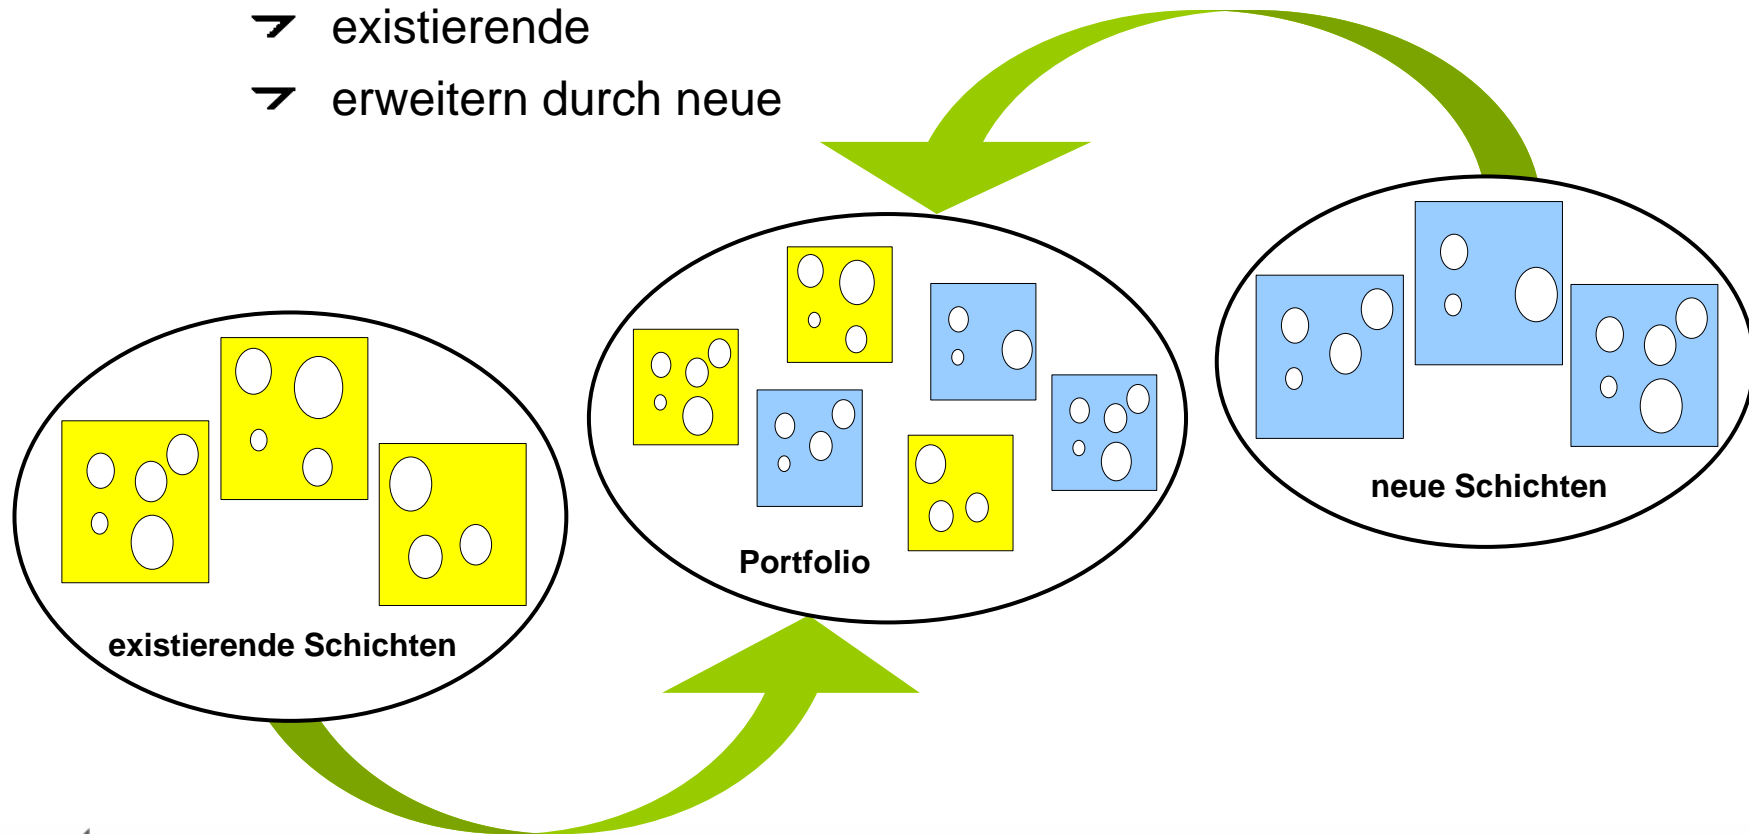 existierende
erweitern durch neue
neue Schichten
Portfolio
existierende Schichten